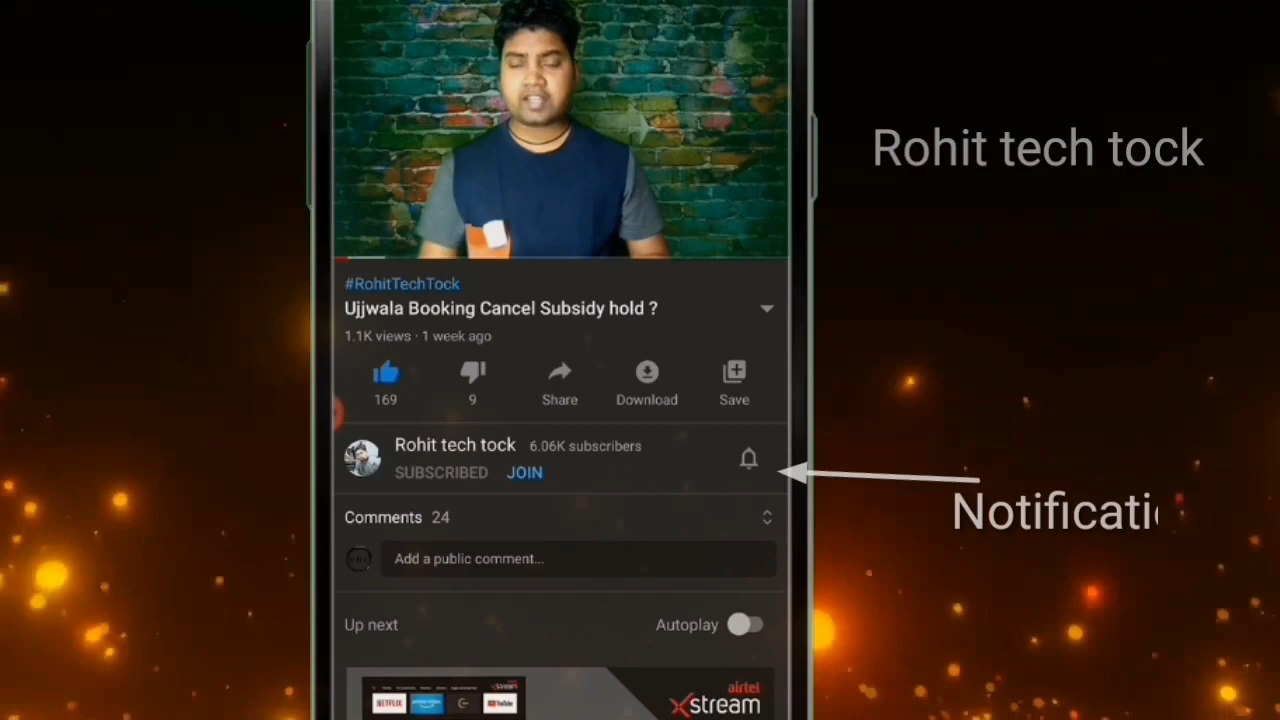 Rohit tech tock
#RohitTechTock
Ujjwala Booking Cancel Subsidy hold ?
1.1K views · 1 week ago
169
9
Share
Download
Save
Rohit tech tock 6.06K subscribers
SUBSCRIBED JOIN
Notificati
Comments 24
Add a public comment...
Up next
Autoplay
airtel
Xstream
NETFLIX
YouTube